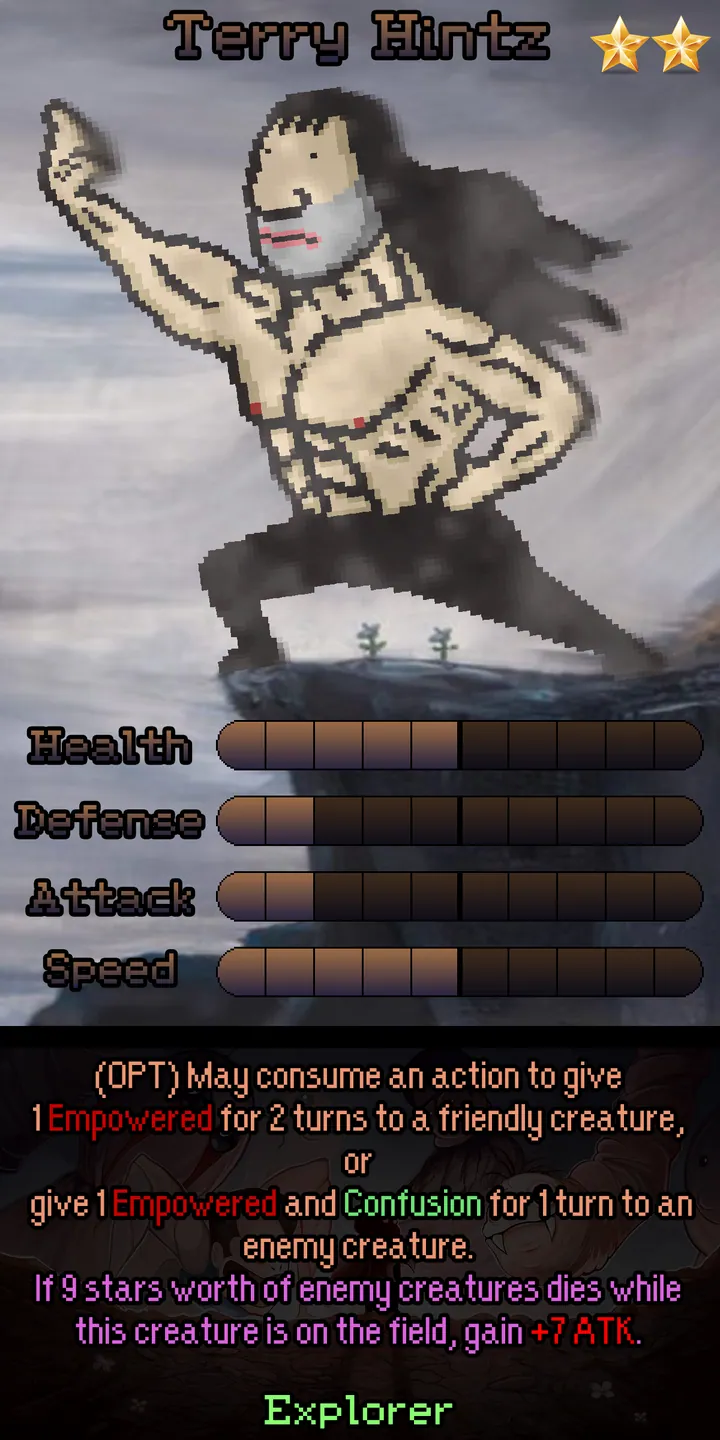 Terry Hintz
Health
Defense
Attack
Speed
(OPT) May consume an action to give
1 Empowered for 2 turns to a friendly creature,
or
give 1 Empowered and Confusion for 1 turn to an
enemy creature.
If 9 stars worth of enemy creatures dies while
this creature is on the field, gain +7 ATK.
Explorer